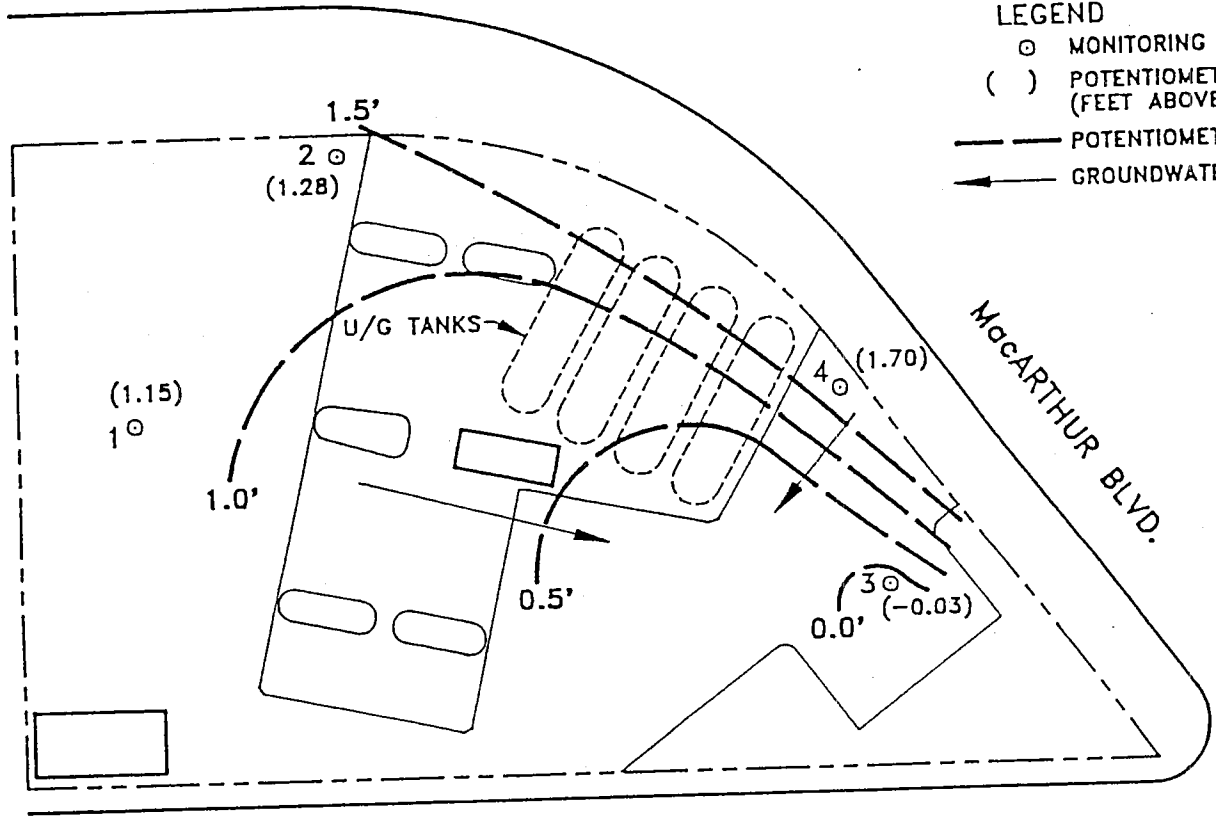 LEGEND
⊙ MONITORING
( ) POTENTIOMET
(FEET ABOVE
POTENTIOMET
GROUNDWATE
1.5'
2
(1.28)
U/G TANKS
(1.15)
1
1.0'
4
(1.70)
MacARTHUR BLVD.
0.5'
3
(-0.03)
0.0'